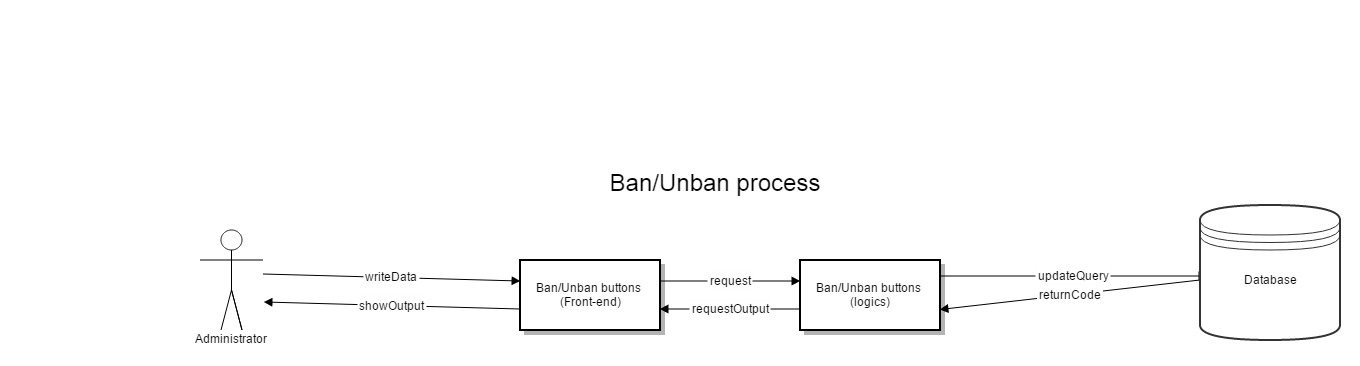 Ban/Unban process
writeData
showOutput
Administrator
Ban/Unban buttons
(Front-end)
request
requestOutput
Ban/Unban buttons
(logics)
updateQuery
returnCode
Database